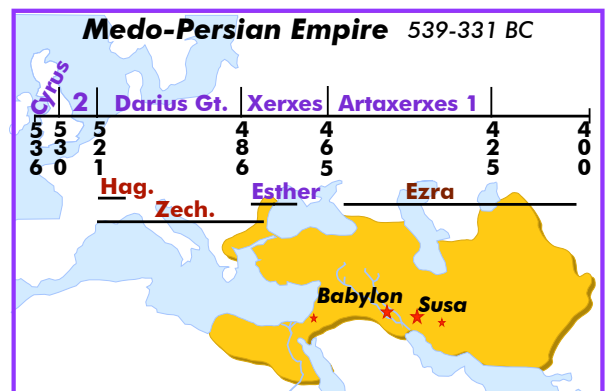 Medo-Persian Empire 539-331 BC
Cyrus 2 Darius Gt. Xerxes Artaxerxes 1
536 530 521 486 465 425 400
Hag. Esther Ezra
Zech.
Babylon Susa